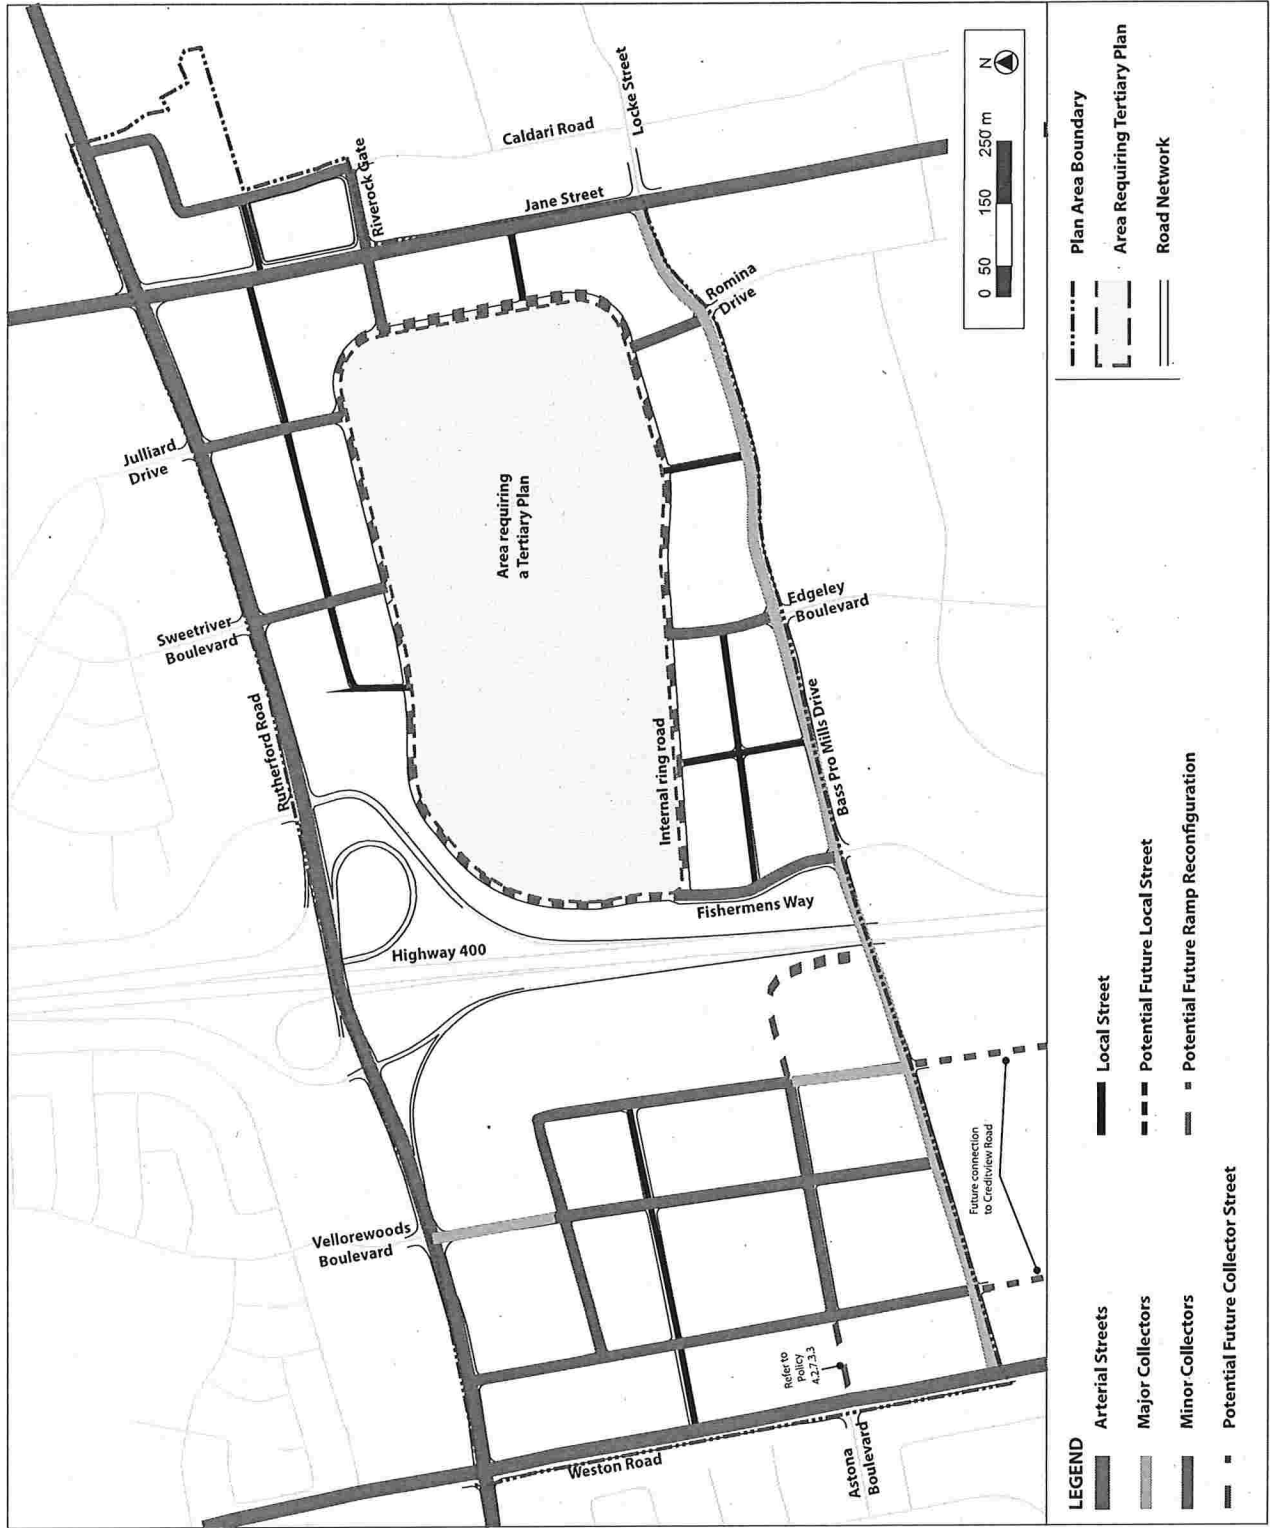 Locke Street
Caldari Road
Riverock Gate
Jane Street
Romina
Drive
Julliard
Drive
Area requiring
a Tertiary Plan
Sweetriver
Boulevard
Edgeley
Boulevard
Rutherford Road
Internal ring road
Bass Pro Mills Drive
Fishermens Way
Highway 400
Vellorewoods
Boulevard
Future connection
to Creditview Road
Refer to
Policy
4.2.7.3.3
Weston Road
Astona
Boulevard
N
0 50 150 250 m
LEGEND
Arterial Streets
Major Collectors
Minor Collectors
Potential Future Collector Street
Local Street
Potential Future Local Street
Potential Future Ramp Reconfiguration
Plan Area Boundary
Area Requiring Tertiary Plan
Road Network